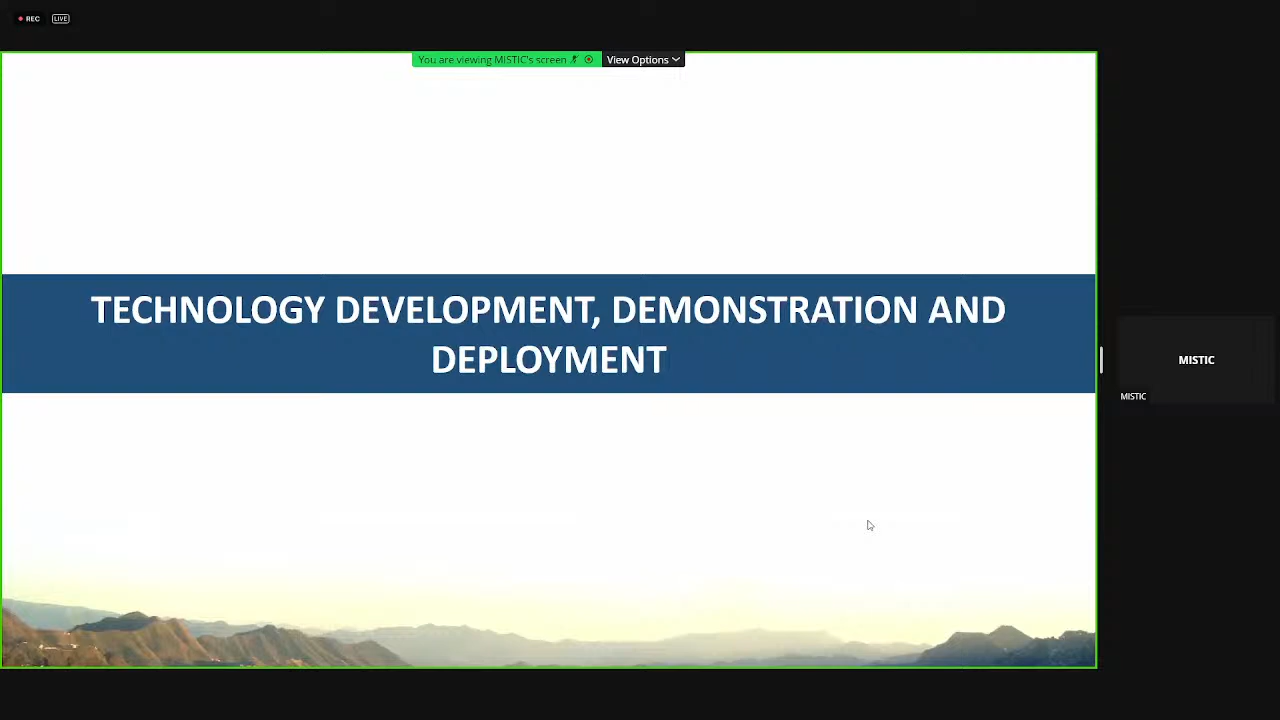 REC
LIVE
You are viewing MISTIC's screen
View Options
TECHNOLOGY DEVELOPMENT, DEMONSTRATION AND
DEPLOYMENT
MISTIC
MISTIC